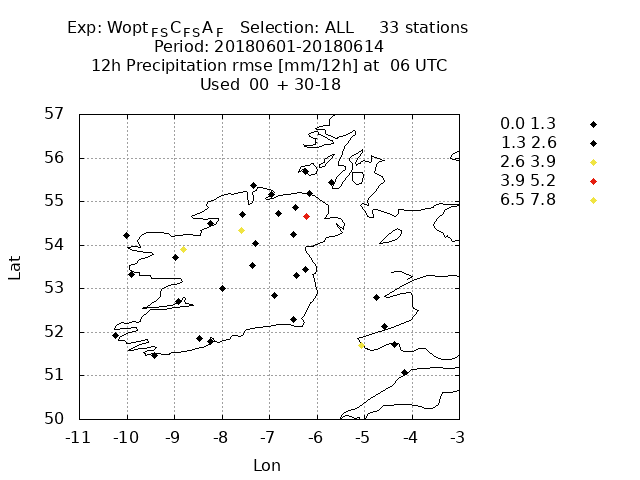 Exp: Wopt FS C FS A F Selection: ALL 33 stations
Period: 20180601-20180614
12h Precipitation rmse [mm/12h] at 06 UTC
Used 00 + 30-18
57
56
55
54
53
52
51
50
-11 -10 -9 -8 -7 -6 -5 -4 -3
Lat
Lon
0.0 1.3
1.3 2.6
2.6 3.9
3.9 5.2
6.5 7.8